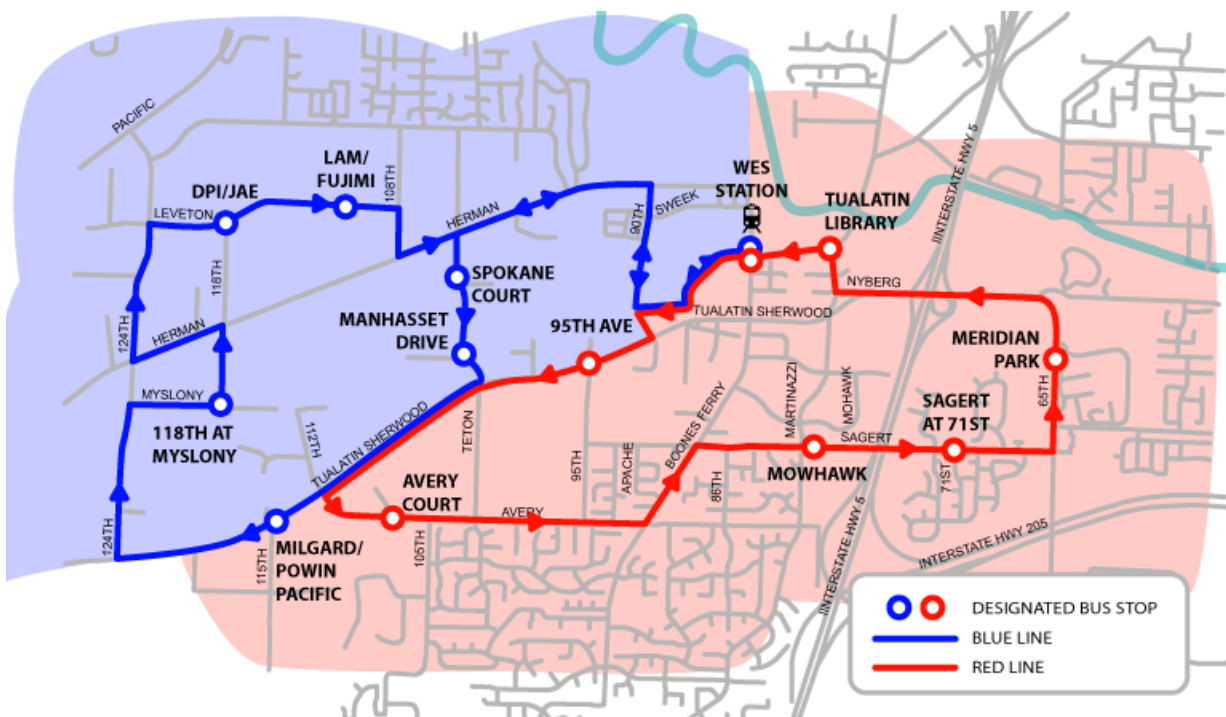 PACIFIC
LAM/
FUJIMI
DPI/JAE
LEVETON
108TH
HERMAN
90TH
SWEEK
WES
STATION
TUALATIN
LIBRARY
IINTERSTATE HWY 5
118TH
SPOKANE
COURT
NYBERG
124TH
HERMAN
MANHASSET
DRIVE
95TH AVE
TUALATIN SHERWOOD
MERIDIAN
PARK
65TH
MYSLONY
118TH AT
MYSLONY
112TH
TUALATIN SHERWOOD
TETON
95TH
APACHE
BOONES FERRY
86TH
MARTINAZZI
MOHAWK
SAGERT
MOWHAWK
SAGERT
AT 71ST
71ST
AVERY
COURT
AVERY
105TH
124TH
115TH
MILGARD/
POWIN
PACIFIC
IINTERSTATE HWY 5
INTERSTATE HWY 205
DESIGNATED BUS STOP
BLUE LINE
RED LINE